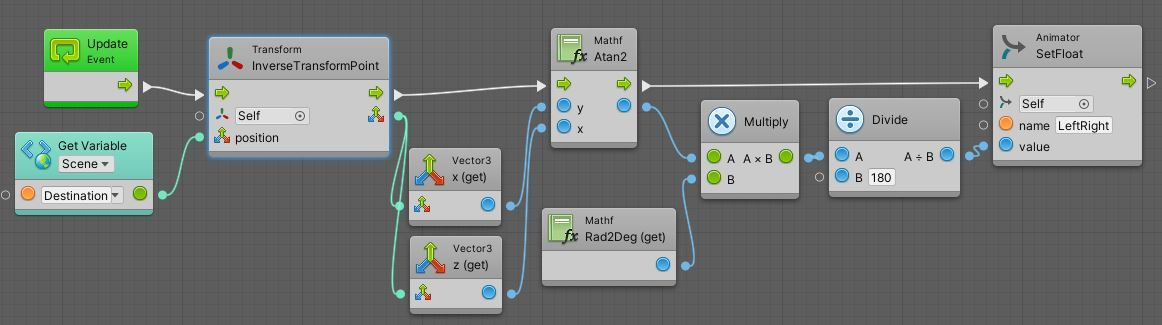 Update
Event
Transform
InverseTransformPoint
Self
position
Get Variable
Scene
Destination
Vector3
x (get)
Vector3
z (get)
Mathf
Atan2
y
x
Mathf
Rad2Deg (get)
Multiply
A A × B
B
Divide
A A ÷ B
B 180
Animator
SetFloat
Self
name LeftRight
value